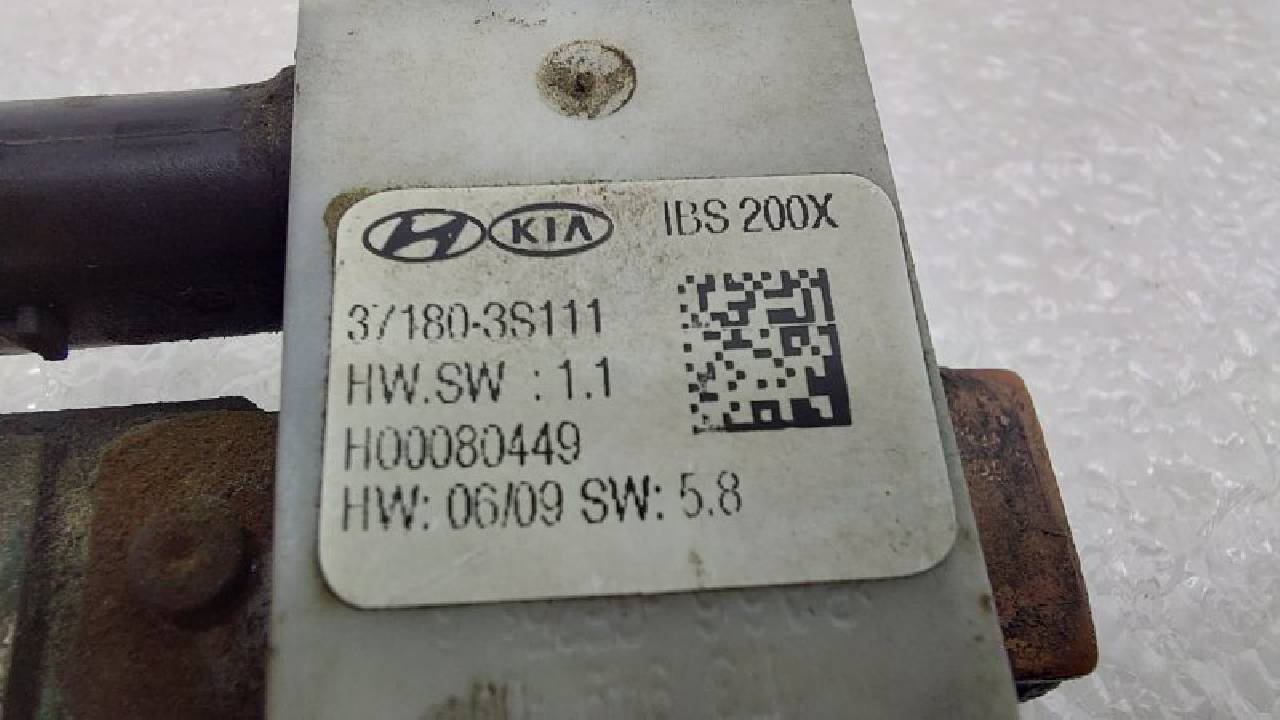 KIA IBS 200X
37180-3S111
HW.SW : 1.1
H00080449
HW: 06/09 SW: 5.8